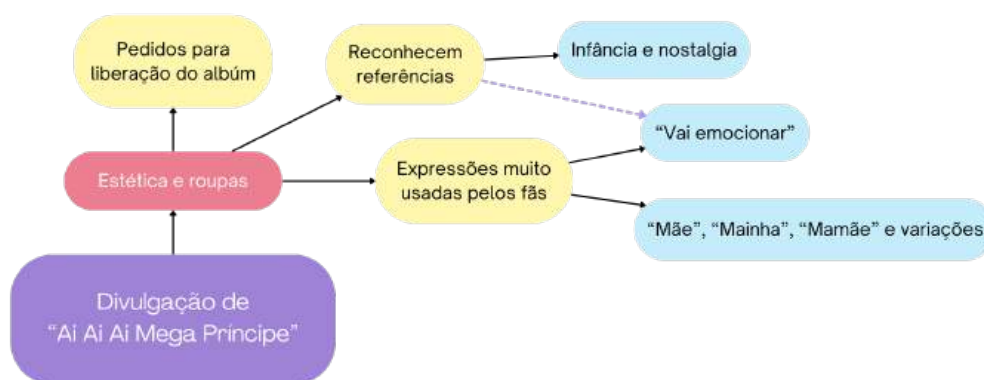 Pedidos para
liberação do albúm
Reconhecem
referências
Infância e nostalgia
“Vai emocionar”
Estética e roupas
Expressões muito
usadas pelos fãs
“Mãe”, “Mainha”, “Mamãe” e variações
Divulgação de
“Ai Ai Ai Mega Príncipe”